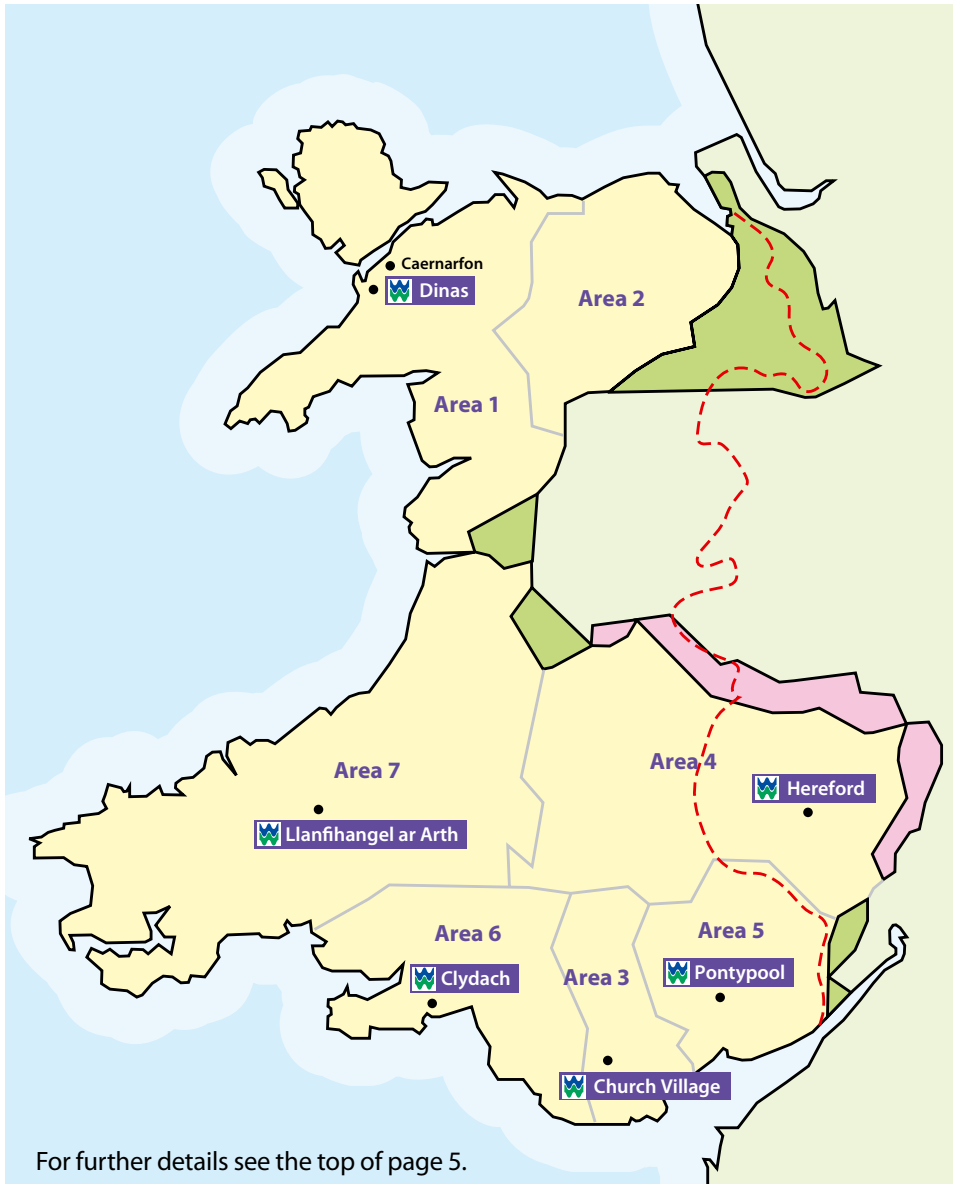 Caernarfon
Dinas
Area 2
Area 1
Area 4
Area 7
Hereford
Llanfihangel ar Arth
Area 6
Area 5
Clydach
Area 3
Pontypool
Church Village
For further details see the top of page 5.